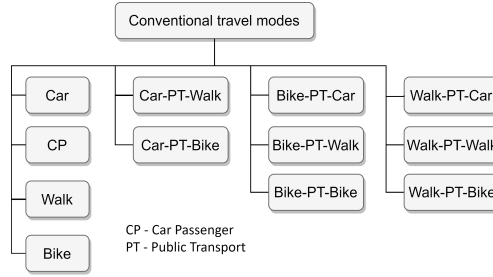 Conventional travel modes
Car
CP
Walk
Bike
Car-PT-Walk
Car-PT-Bike
Bike-PT-Car
Bike-PT-Walk
Bike-PT-Bike
Walk-PT-Car
Walk-PT-Walk
Walk-PT-Bike
CP - Car Passenger
PT - Public Transport